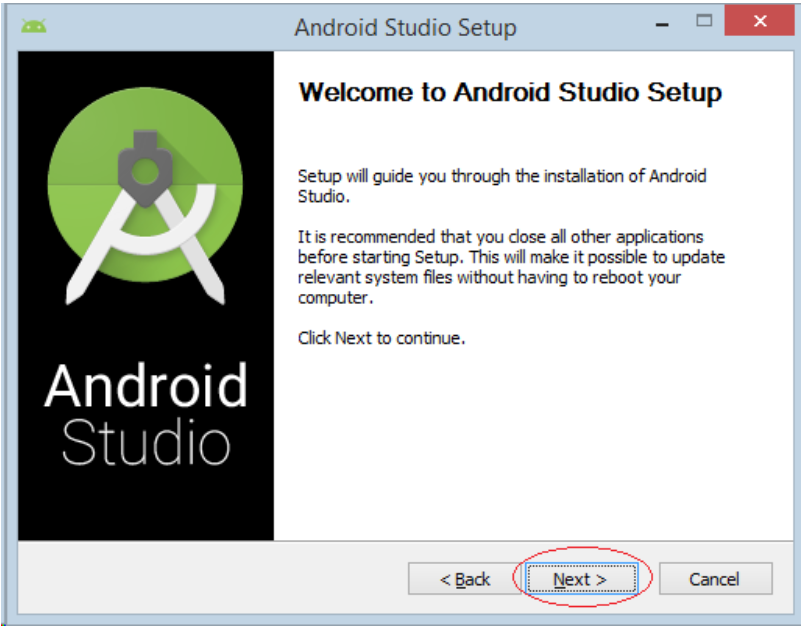 Android Studio Setup
Welcome to Android Studio Setup
Setup will guide you through the installation of Android
Studio.
It is recommended that you close all other applications
before starting Setup. This will make it possible to update
relevant system files without having to reboot your
computer.
Click Next to continue.
Android
Studio
< Back
Next >
Cancel